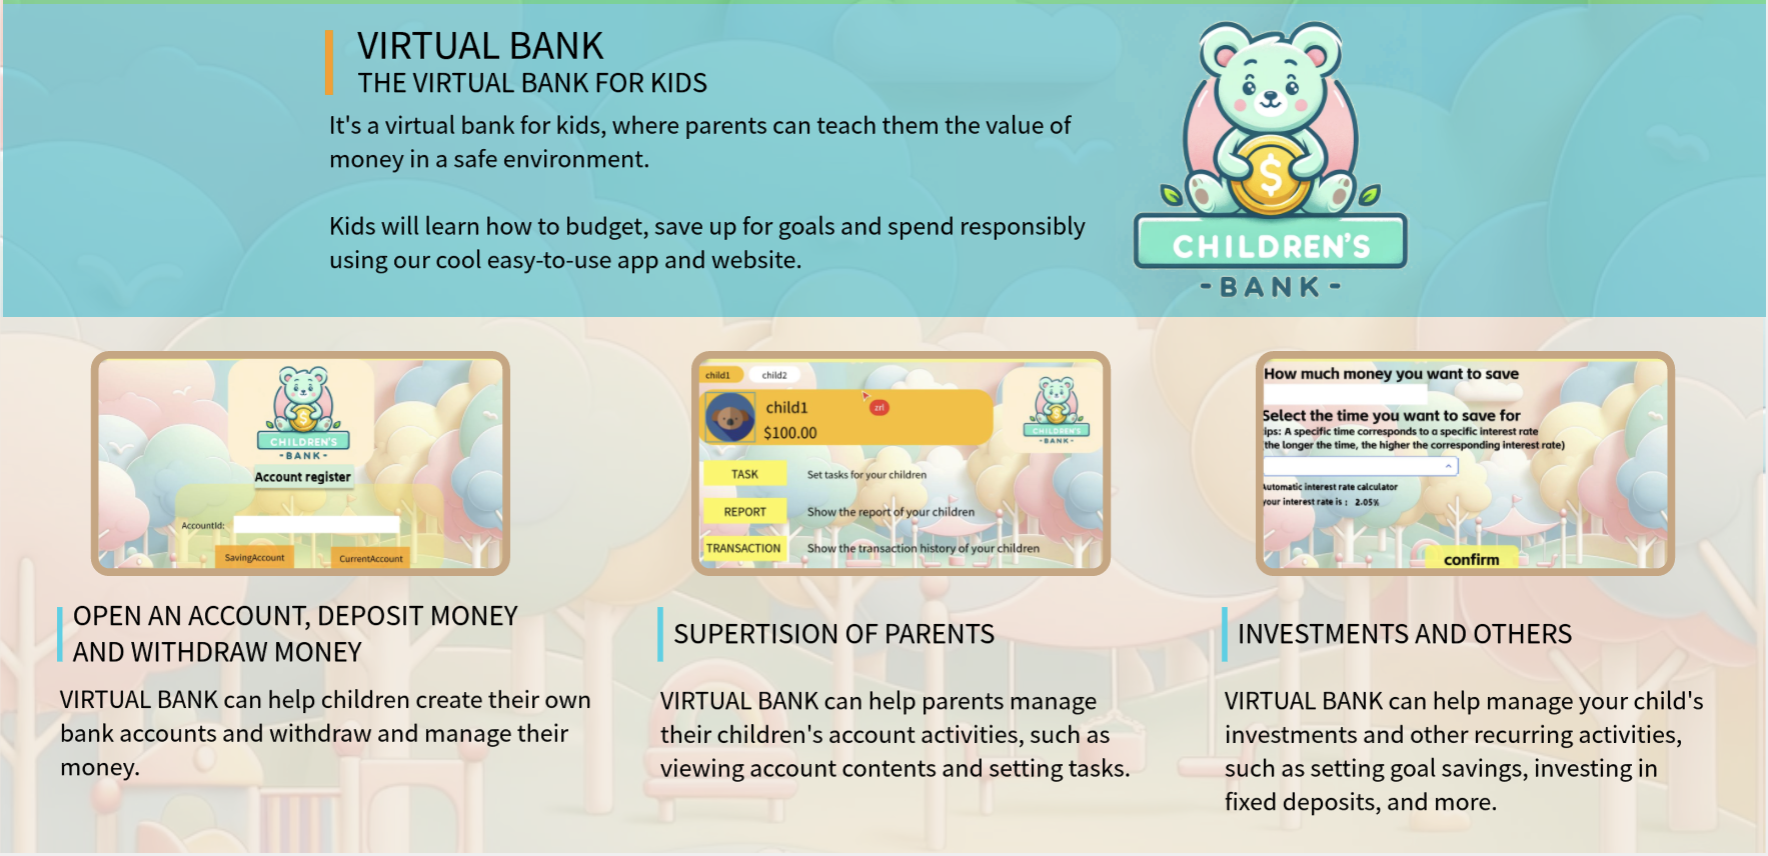 VIRTUAL BANK
THE VIRTUAL BANK FOR KIDS
It's a virtual bank for kids, where parents can teach them the value of
money in a safe environment.
Kids will learn how to budget, save up for goals and spend responsibly
using our cool easy-to-use app and website.
$
CHILDREN'S
-BANK-
$
CHILDREN'S
-BANK-
Account register
AccountId:
SavingAccount
CurrentAccount
OPEN AN ACCOUNT, DEPOSIT MONEY
AND WITHDRAW MONEY
VIRTUAL BANK can help children create their own
bank accounts and withdraw and manage their
money.
child1
child2
child1
zrl
$100.00
CHILDREN'S
-BANK-
TASK
Set tasks for your children
REPORT
Show the report of your children
TRANSACTION
Show the transaction history of your children
SUPERTISION OF PARENTS
VIRTUAL BANK can help parents manage
their children's account activities, such as
viewing account contents and setting tasks.
How much money you want to save
Select the time you want to save for
ips: A specific time corresponds to a specific interest rate
the longer the time, the higher the corresponding interest rate)
Automatic interest rate calculator
your interest rate is : 2.05%
confirm
INVESTMENTS AND OTHERS
VIRTUAL BANK can help manage your child's
investments and other recurring activities,
such as setting goal savings, investing in
fixed deposits, and more.